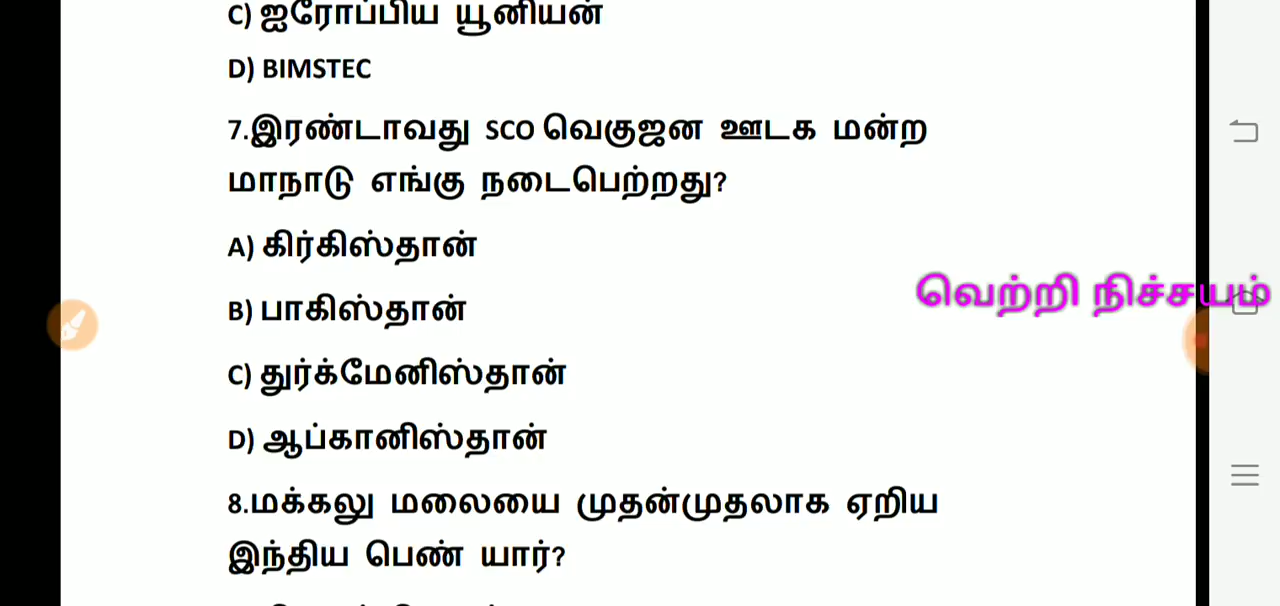 C) ஐரோப்பிய யூனியன்
D) BIMSTEC
7.இரண்டாவது SCO வெகுஜன ஊடக மன்ற
மாநாடு எங்கு நடைபெற்றது?
A) கிர்கிஸ்தான்
வெற்றி நிச்சயம்
B) பாகிஸ்தான்
C) துர்க்மேனிஸ்தான்
D) ஆப்கானிஸ்தான்
8.மக்கலு மலையை முதன்முதலாக ஏறிய
இந்திய பெண் யார்?